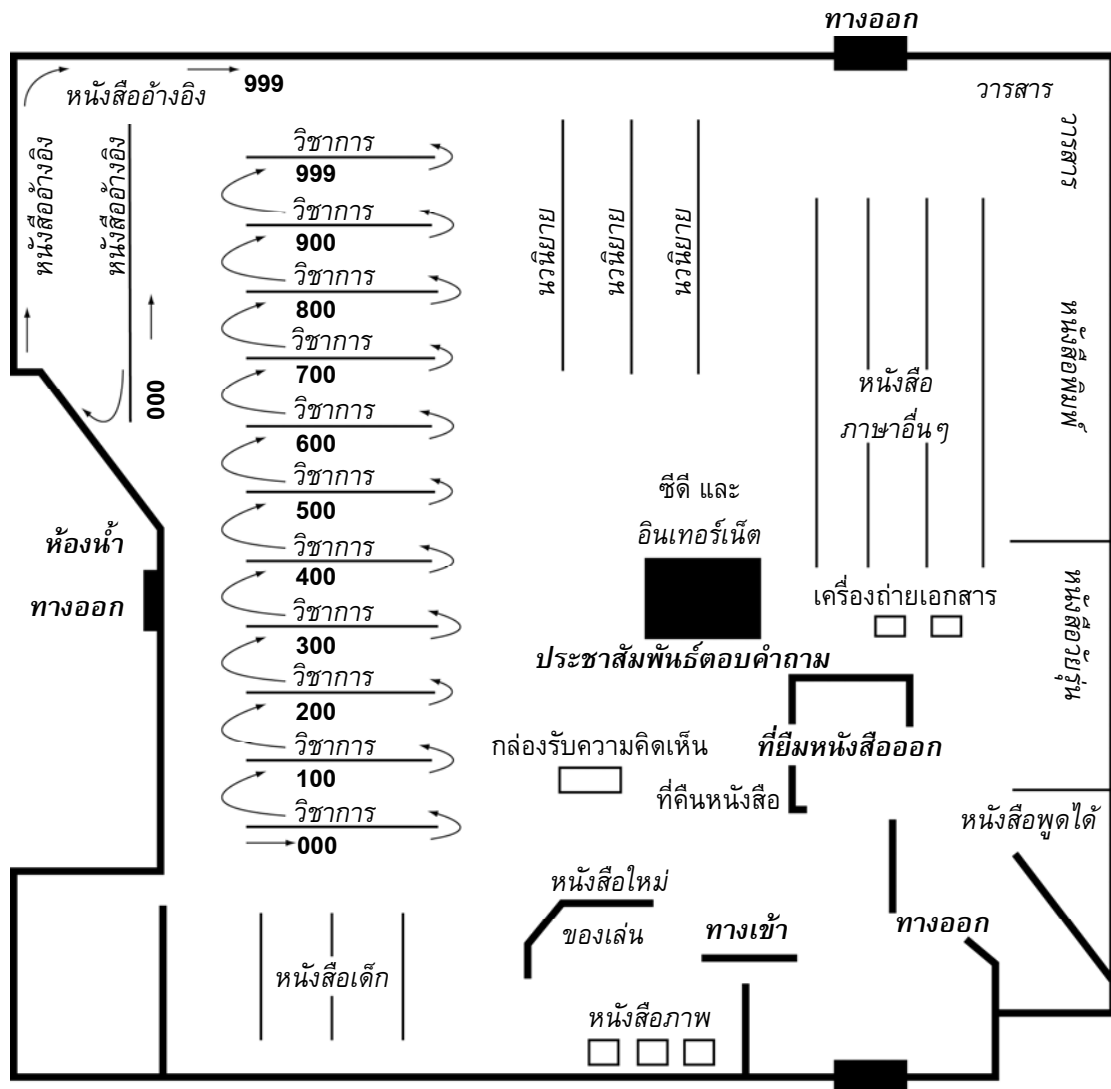 ทางออก
วารสาร
วารสาร
หนังสืออ้างอิง
999
หนังสืออ้างอิง
หนังสืออ้างอิง
000
วิชาการ
999
วิชาการ
900
วิชาการ
800
วิชาการ
700
วิชาการ
600
วิชาการ
500
วิชาการ
400
วิชาการ
300
วิชาการ
200
วิชาการ
100
วิชาการ
000
นวนิยาย
นวนิยาย
นวนิยาย
หนังสือ
ภาษาอื่นๆ
หนังสือพิมพ์
ซีดี และ
อินเทอร์เน็ต
ห้องน้ำ
ทางออก
เครื่องถ่ายเอกสาร
หนังสือวัยรุ่น
ประชาสัมพันธ์ตอบคำถาม
กล่องรับความคิดเห็น
ที่ยืมหนังสือออก
ที่คืนหนังสือ
หนังสือพูดได้
หนังสือใหม่
ของเล่น
ทางเข้า
ทางออก
หนังสือเด็ก
หนังสือภาพ